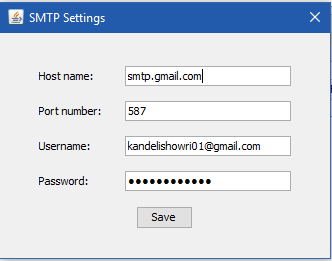 SMTP Settings
Host name: smtp.gmail.com
Port number: 587
Username: kandelishowri01@gmail.com
Password: ●●●●●●●●●●●●
Save